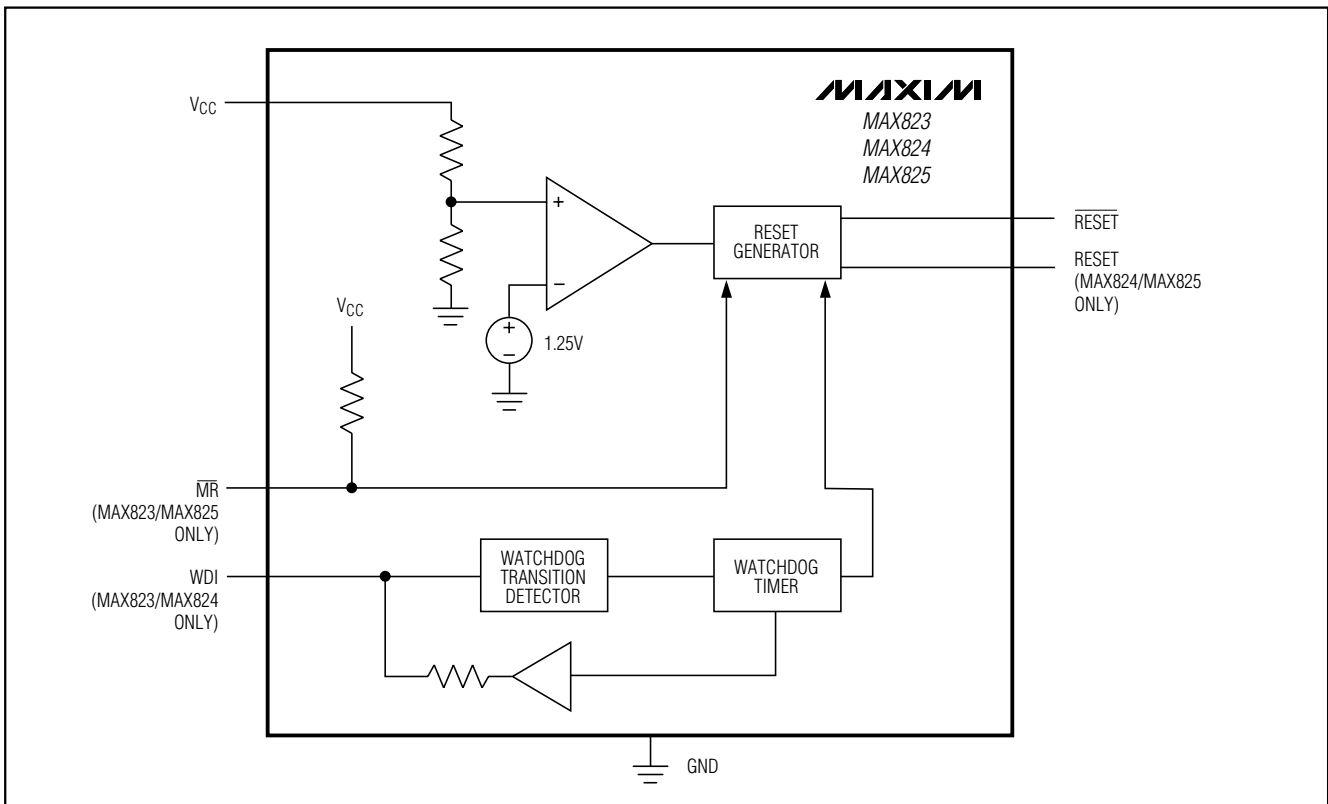 VCC
MAXIM
MAX823
MAX824
MAX825
+
−
RESET
GENERATOR
RESET
RESET
(MAX824/MAX825
ONLY)
VCC
+
−
1.25V
MR
(MAX823/MAX825
ONLY)
WDI
(MAX823/MAX824
ONLY)
WATCHDOG
TRANSITION
DETECTOR
WATCHDOG
TIMER
GND